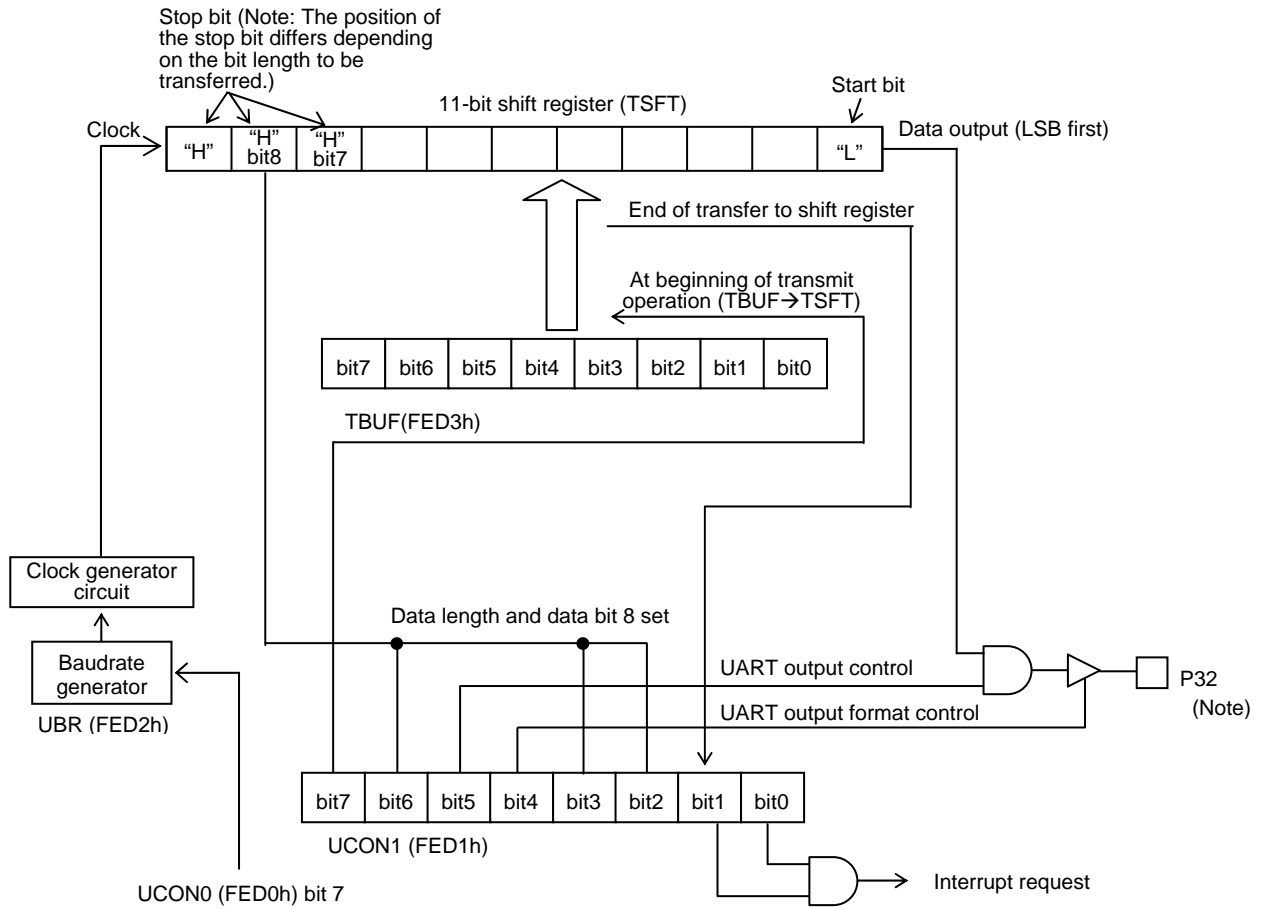 Stop bit (Note: The position of
the stop bit differs depending
on the bit length to be
transferred.)
Start bit
11-bit shift register (TSFT)
Clock
Data output (LSB first)
“H”
“H”
bit8
“H”
bit7
“L”
End of transfer to shift register
At beginning of transmit
operation (TBUF→TSFT)
bit7 bit6 bit5 bit4 bit3 bit2 bit1 bit0
TBUF(FED3h)
Clock generator
circuit
Data length and data bit 8 set
Baudrate
generator
UBR (FED2h)
UART output control
P32
(Note)
UART output format control
bit7 bit6 bit5 bit4 bit3 bit2 bit1 bit0
UCON1 (FED1h)
UCON0 (FED0h) bit 7
Interrupt request